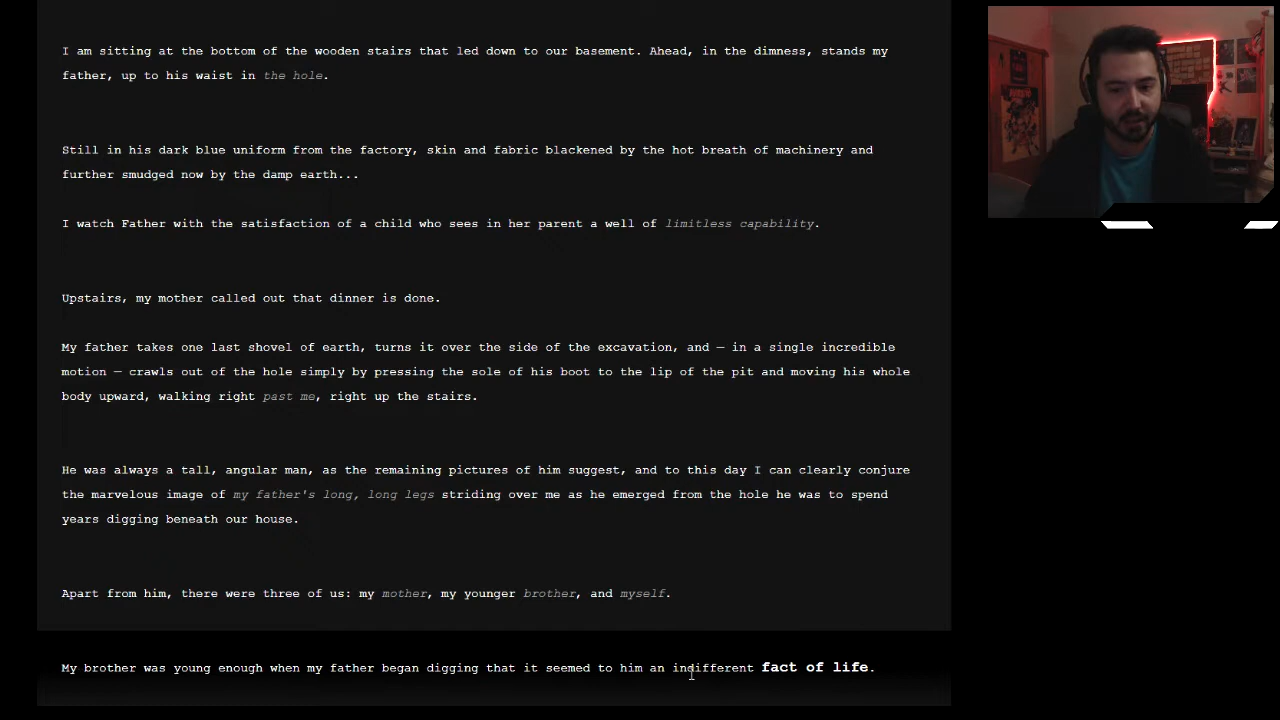 I am sitting at the bottom of the wooden stairs that led down to our basement. Ahead, in the dimness, stands my
father, up to his waist in the hole.
Still in his dark blue uniform from the factory, skin and fabric blackened by the hot breath of machinery and
further smudged now by the damp earth...
I watch Father with the satisfaction of a child who sees in her parent a well of limitless capability.
Upstairs, my mother called out that dinner is done.
My father takes one last shovel of earth, turns it over the side of the excavation, and — in a single incredible
motion — crawls out of the hole simply by pressing the sole of his boot to the lip of the pit and moving his whole
body upward, walking right past me, right up the stairs.
He was always a tall, angular man, as the remaining pictures of him suggest, and to this day I can clearly conjure
the marvelous image of my father's long, long legs striding over me as he emerged from the hole he was to spend
years digging beneath our house.
Apart from him, there were three of us: my mother, my younger brother, and myself.
My brother was young enough when my father began digging that it seemed to him an indifferent fact of life.